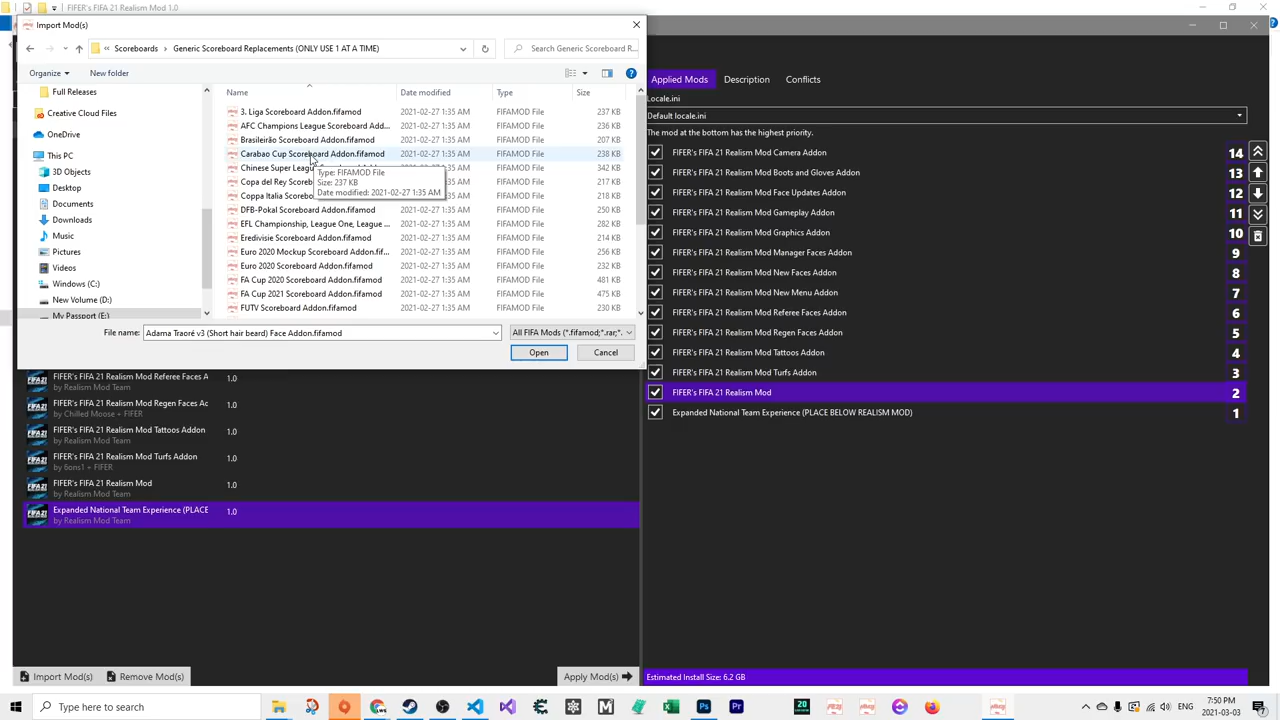 FIFER's FIFA 21 Realism Mod 1.0
Import Mod(s)
« Scoreboards > Generic Scoreboard Replacements (ONLY USE 1 AT A TIME)
Search Generic Scoreboard R...
Organize
New folder
Name
Date modified
Type
Size
Full Releases
Creative Cloud Files
OneDrive
This PC
3D Objects
Desktop
Documents
Downloads
Music
Pictures
Videos
Windows (C:)
New Volume (D:)
My Passport (E:)
3. Liga Scoreboard Addon.fifamod 2021-02-27 1:35 AM FIFAMOD File 237 KB
AFC Champions League Scoreboard Add... 2021-02-27 1:35 AM FIFAMOD File 236 KB
Brasileirão Scoreboard Addon.fifamod 2021-02-27 1:35 AM FIFAMOD File 207 KB
Carabao Cup Scoreboard Addon.fifamod 2021-02-27 1:35 AM FIFAMOD File 238 KB
Chinese Super Leag 2021-02-27 1:35 AM FIFAMOD File 342 KB
Copa del Rey Scoreb FIFAMOD File 217 KB
Coppa Italia Scoreb FIFAMOD File 218 KB
Type: FIFAMOD File
Size: 237 KB
Date modified: 2021-02-27 1:35 AM
DFB-Pokal Scoreboard Addon.fifamod 2021-02-27 1:35 AM FIFAMOD File 250 KB
EFL Championship, League One, League ... 2021-02-27 1:35 AM FIFAMOD File 282 KB
Eredivisie Scoreboard Addon.fifamod 2021-02-27 1:35 AM FIFAMOD File 214 KB
Euro 2020 Mockup Scoreboard Addon.fif... 2021-02-27 1:35 AM FIFAMOD File 256 KB
Euro 2020 Scoreboard Addon.fifamod 2021-02-27 1:35 AM FIFAMOD File 232 KB
FA Cup 2020 Scoreboard Addon.fifamod 2021-02-27 1:35 AM FIFAMOD File 481 KB
FA Cup 2021 Scoreboard Addon.fifamod 2021-02-27 1:35 AM FIFAMOD File 475 KB
FUTV Scoreboard Addon.fifamod 2021-02-27 1:35 AM FIFAMOD File 230 KB
File name: Adama Traoré v3 (Short hair beard) Face Addon.fifamod
All FIFA Mods (*.fifamod;*.rar;*.
Open
Cancel
FIFER's FIFA 21 Realism Mod Referee Faces A 1.0
by Realism Mod Team
FIFER's FIFA 21 Realism Mod Regen Faces Ac 1.0
by Chilled Moose + FIFER
FIFER's FIFA 21 Realism Mod Tattoos Addon 1.0
by Realism Mod Team
FIFER's FIFA 21 Realism Mod Turfs Addon 1.0
by 6ons1 + FIFER
FIFER's FIFA 21 Realism Mod 1.0
by Realism Mod Team
Expanded National Team Experience (PLACE 1.0
by Realism Mod Team
Import Mod(s)
Remove Mod(s)
Apply Mod(s)
Applied Mods
Description
Conflicts
Locale.ini
Default locale.ini
The mod at the bottom has the highest priority.
FIFER's FIFA 21 Realism Mod Camera Addon 14
FIFER's FIFA 21 Realism Mod Boots and Gloves Addon 13
FIFER's FIFA 21 Realism Mod Face Updates Addon 12
FIFER's FIFA 21 Realism Mod Gameplay Addon 11
FIFER's FIFA 21 Realism Mod Graphics Addon 10
FIFER's FIFA 21 Realism Mod Manager Faces Addon 9
FIFER's FIFA 21 Realism Mod New Faces Addon 8
FIFER's FIFA 21 Realism Mod New Menu Addon 7
FIFER's FIFA 21 Realism Mod Referee Faces Addon 6
FIFER's FIFA 21 Realism Mod Regen Faces Addon 5
FIFER's FIFA 21 Realism Mod Tattoos Addon 4
FIFER's FIFA 21 Realism Mod Turfs Addon 3
FIFER's FIFA 21 Realism Mod 2
Expanded National Team Experience (PLACE BELOW REALISM MOD) 1
Estimated Install Size: 6.2 GB
Type here to search
ENG
7:50 PM
2021-03-03